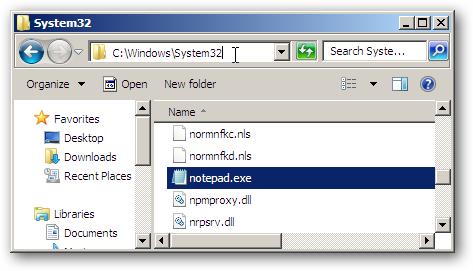 System32
C:\Windows\System32
Search Syste...
Organize
Open
New folder
Name
Favorites
Desktop
Downloads
Recent Places
Libraries
Documents
normnfkc.nls
normnfkd.nls
notepad.exe
npmproxy.dll
nrpsrv.dll